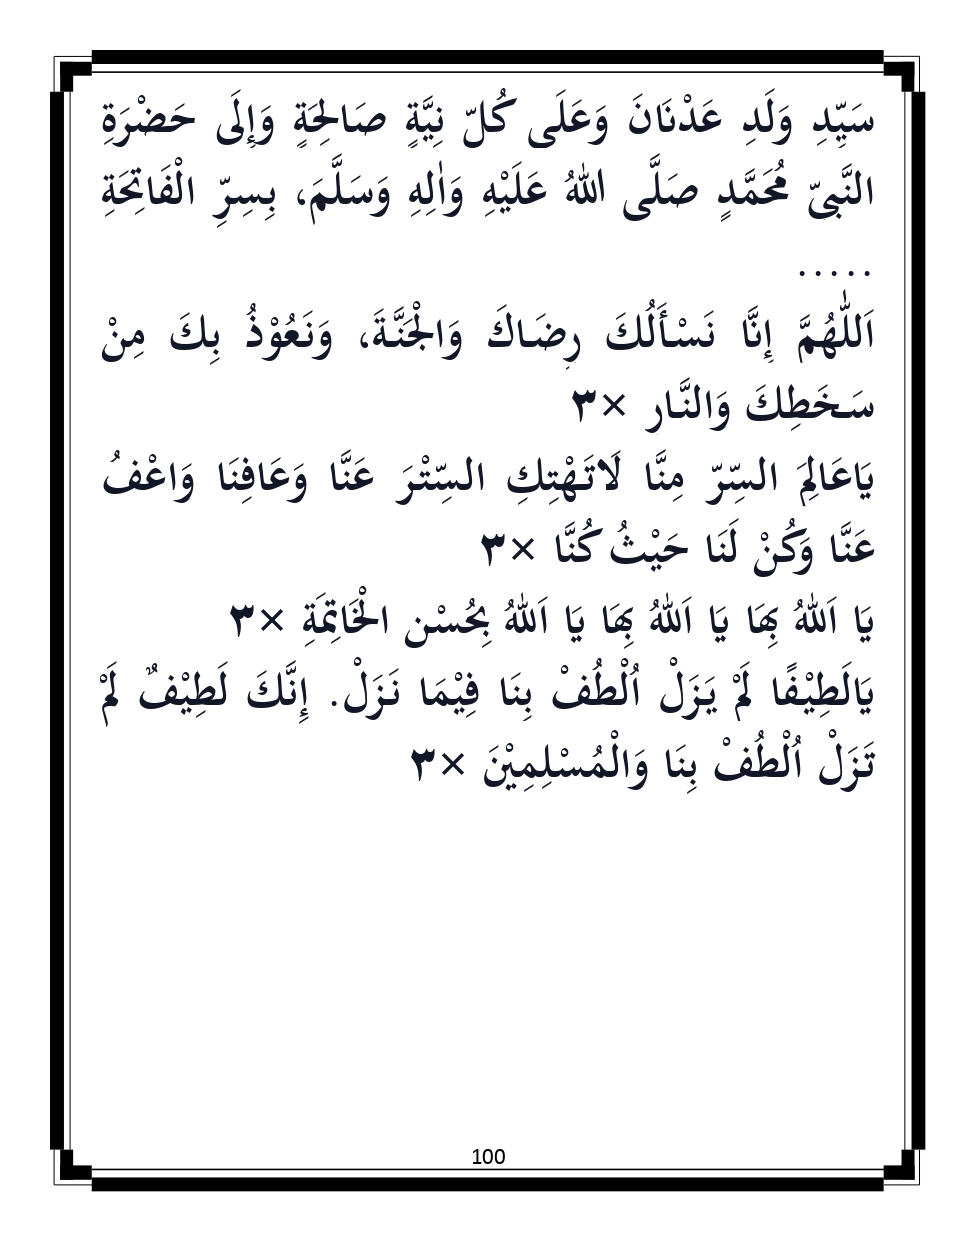 سَيِّدِ وَلَدِ عَدْنَانَ وَعَلَى كُلّ نِيَّةٍ صَالِحَةٍ وَإِلَى حَضْرَةِ
النَّبِىّ مُحَمَّدٍ صَلَّى اللهُ عَلَيْهِ وَاٰلِهِ وَسَلَّمَ، بِسِرِّ الْفَاتِحَةِ
.....
اَللّٰهُمَّ إِنَّا نَسْأَلُكَ رِضَاكَ وَالْجَنَّةَ، وَنَعُوْذُ بِكَ مِنْ
سَخَطِكَ وَالنَّار ×٣
يَاعَالِمَ السِّرّ مِنَّا لَاتَهْتِكِ السِّتْرَ عَنَّا وَعَافِنَا وَاعْفُ
عَنَّا وَكُنْ لَنَا حَيْثُ كُنَّا ×٣
يَا اَللهُ بِهَا يَا اَللهُ بِهَا يَا اَللهُ بِحُسْن الْخَاتِمَةِ ×٣
يَالَطِيْفًا لَمْ يَزَلْ اُلْطُفْ بِنَا فِيْمَا نَزَلْ. إِنَّكَ لَطِيْفٌ لَمْ
تَزَلْ اُلْطُفْ بِنَا وَالْمُسْلِمِيْنَ ×٣
100